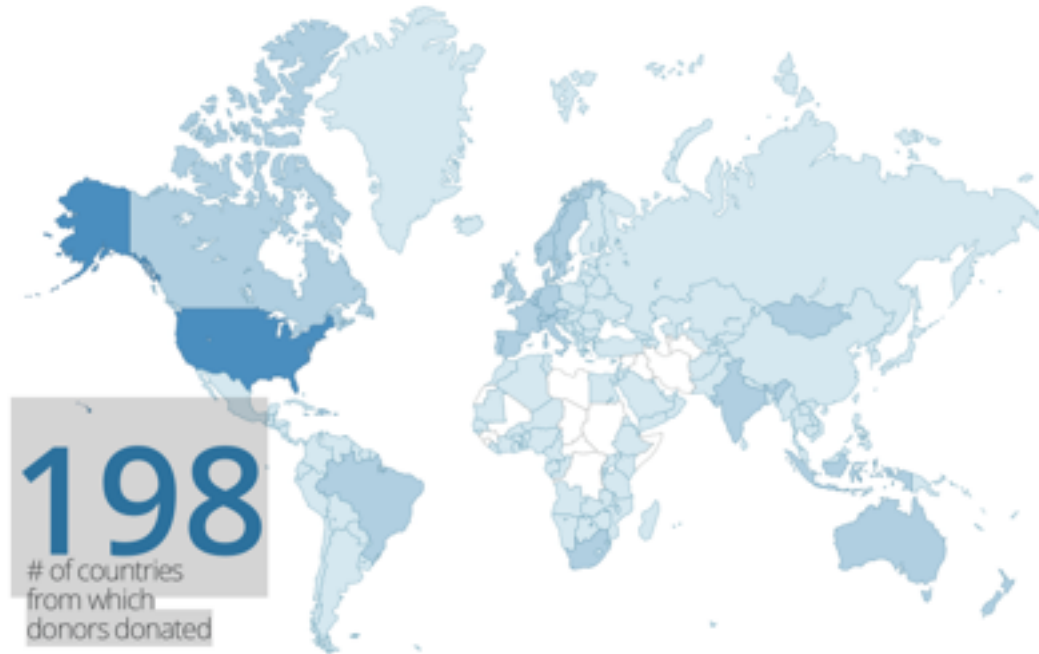 198
# of countries
from which
donors donated